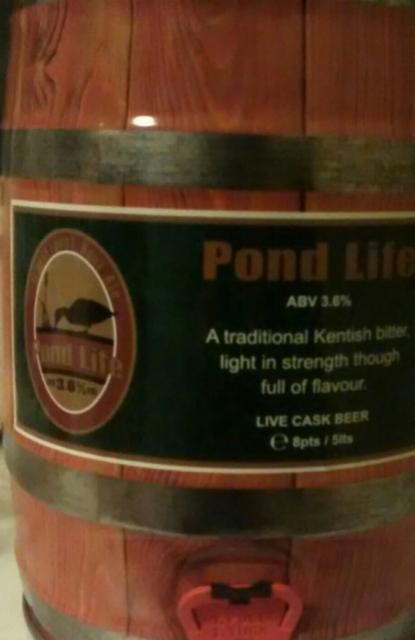 Pond Life
3.6%
Pond Life
ABV 3.6%
A traditional Kentish bitter,
light in strength though
full of flavour.
LIVE CASK BEER
℮ 8pts / 5lts